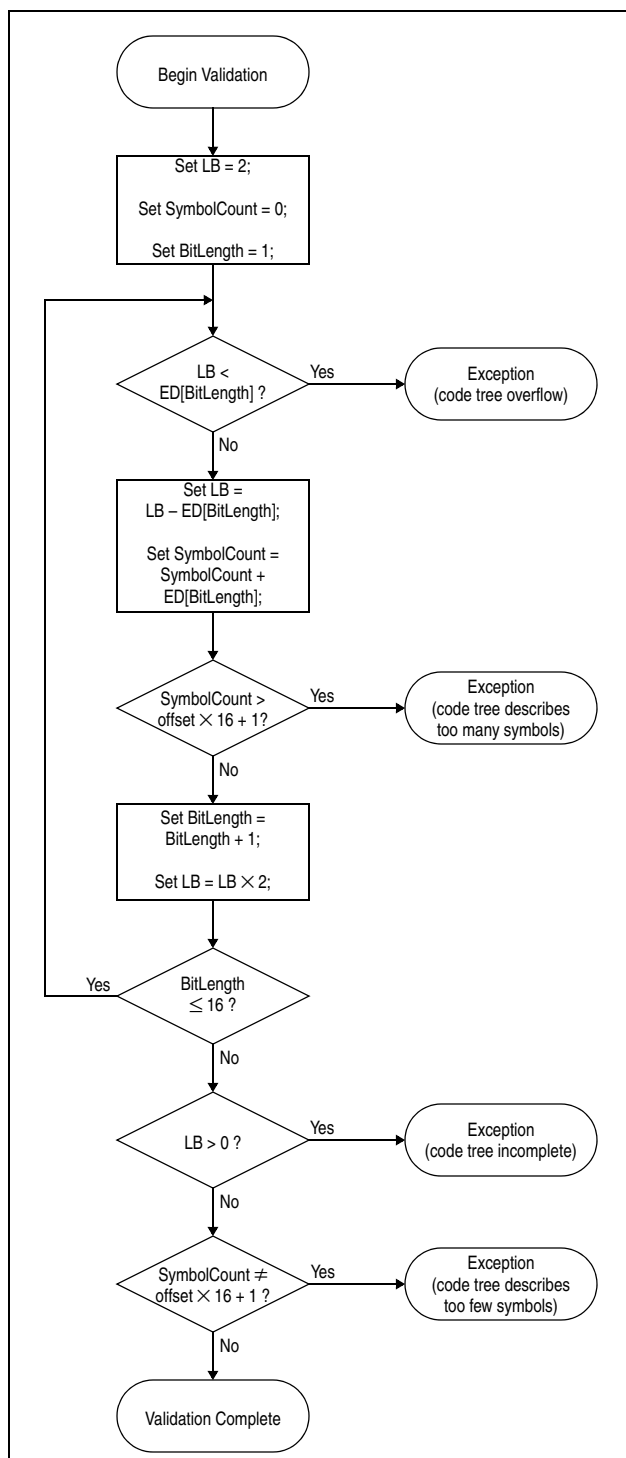 Begin Validation
Set LB = 2;
Set SymbolCount = 0;
Set BitLength = 1;
LB <
ED[BitLength] ?
Yes
Exception
(code tree overflow)
No
Set LB =
LB – ED[BitLength];
Set SymbolCount =
SymbolCount +
ED[BitLength];
SymbolCount >
offset × 16 + 1?
Yes
Exception
(code tree describes
too many symbols)
No
Set BitLength =
BitLength + 1;
Set LB = LB × 2;
Yes
BitLength
≤ 16 ?
No
LB > 0 ?
Yes
Exception
(code tree incomplete)
No
SymbolCount ≠
offset × 16 + 1 ?
Yes
Exception
(code tree describes
too few symbols)
No
Validation Complete